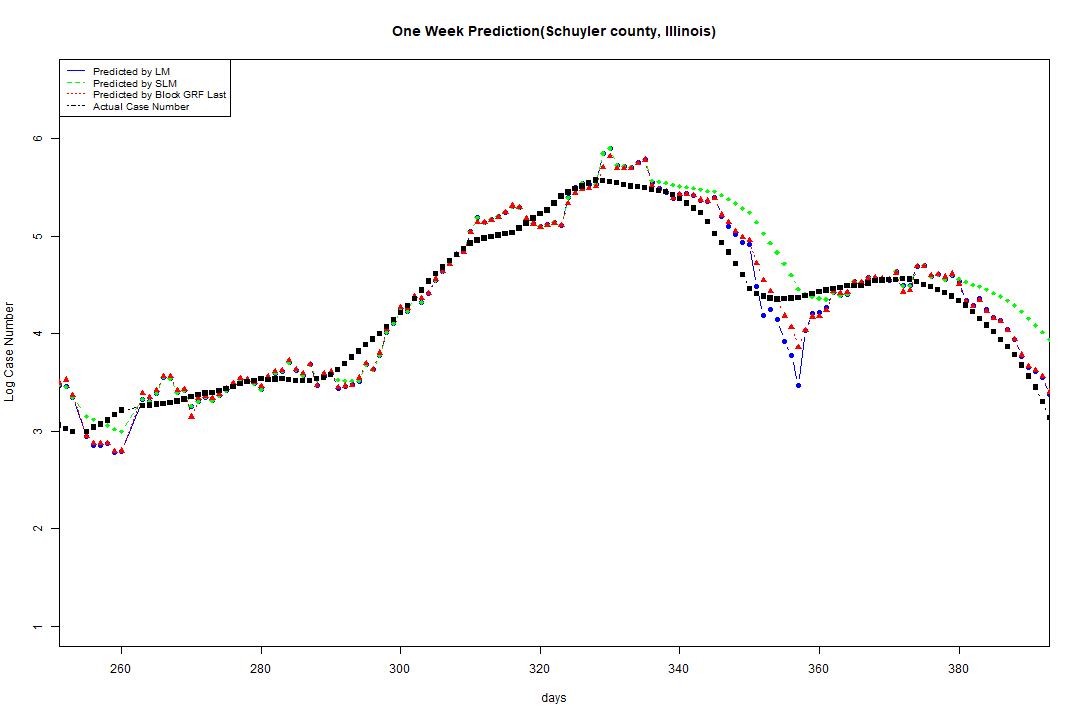 One Week Prediction(Schuyler county, Illinois)
Predicted by LM
Predicted by SLM
Predicted by Block GRF Last
Actual Case Number
6
5
4
3
2
1
Log Case Number
260 280 300 320 340 360 380
days